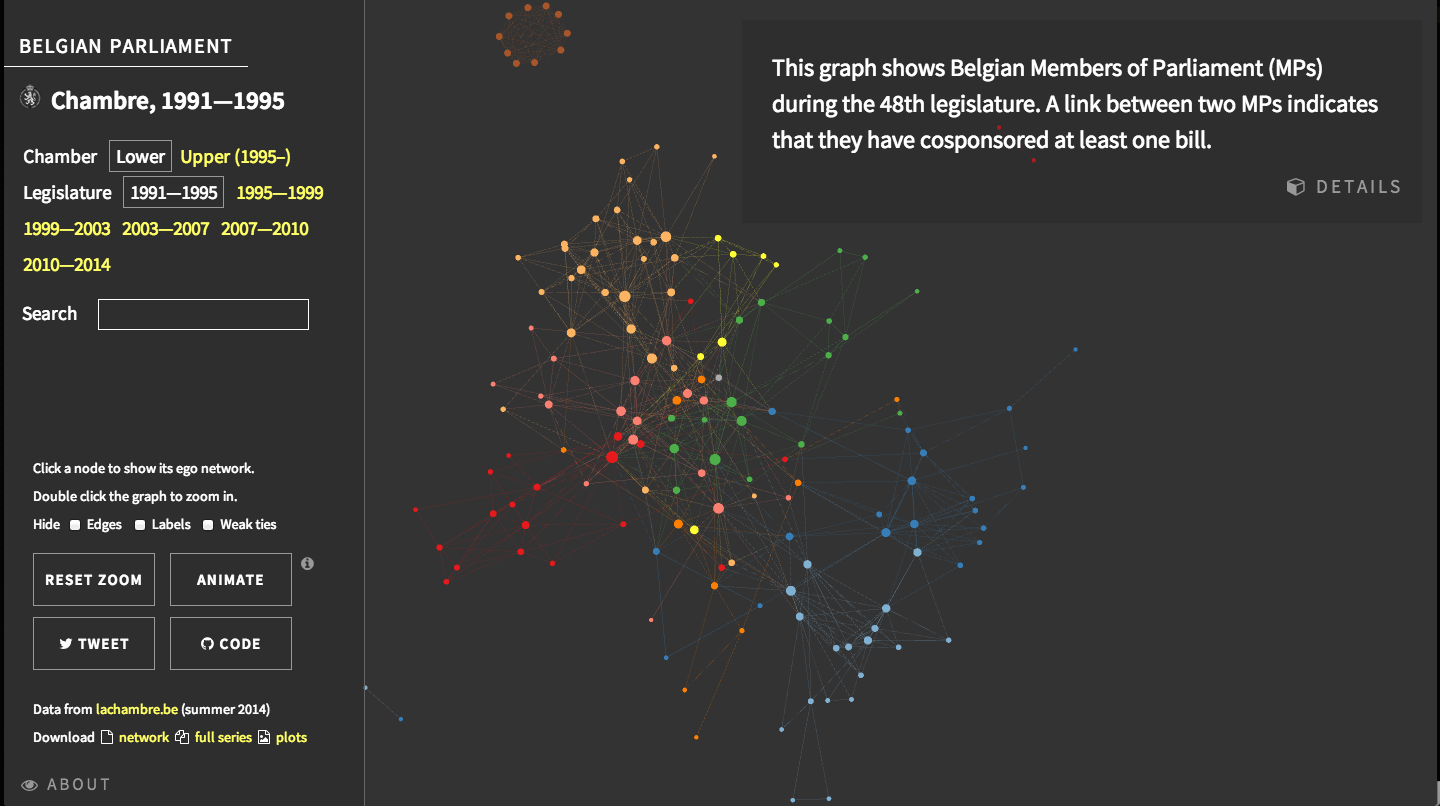 BELGIAN PARLIAMENT
Chambre, 1991—1995
Chamber Lower Upper (1995–)
Legislature 1991—1995 1995—1999
1999—2003 2003—2007 2007—2010
2010—2014
Search
Click a node to show its ego network.
Double click the graph to zoom in.
Hide Edges Labels Weak ties
RESET ZOOM ANIMATE
TWEET CODE
Data from lachambre.be (summer 2014)
Download network full series plots
ABOUT
This graph shows Belgian Members of Parliament (MPs)
during the 48th legislature. A link between two MPs indicates
that they have cosponsored at least one bill.
DETAILS